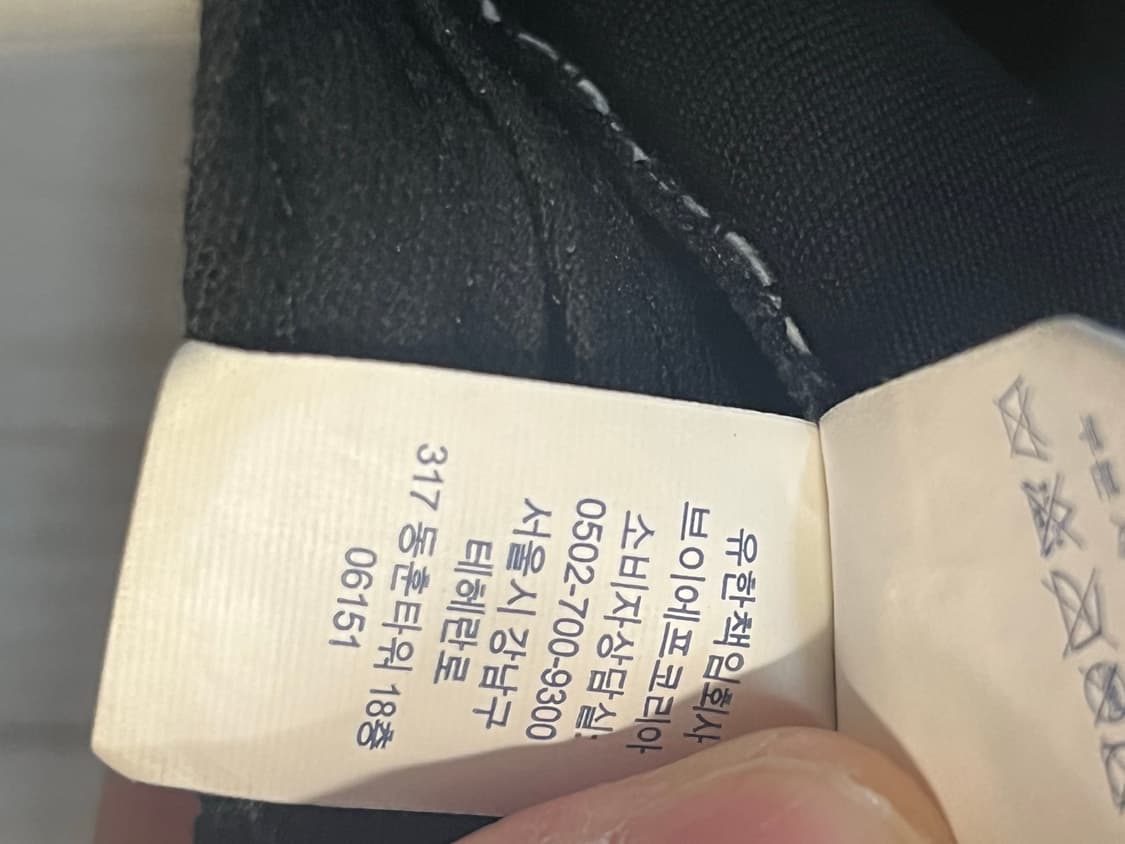 유한책임회사
브이에프코리아
소비자상담실:
0502-700-9300
서울시 강남구
테헤란로
317 동훈타워 18층
06151